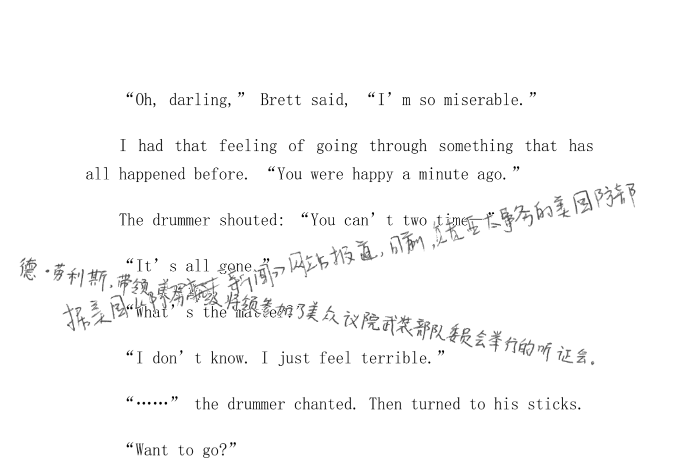 “Oh, darling,” Brett said, “I’m so miserable.”
I had that feeling of going through something that has
all happened before. “You were happy a minute ago.”
The drummer shouted: “You can’t two time—”
“It’s all gone.”
“What’s the matter?”
“I don’t know. I just feel terrible.”
“……” the drummer chanted. Then turned to his sticks.
“Want to go?”
据美国《防务新闻》网站报道，日前，负责亚太事务的美国防部
德·劳利斯，带领高级将领参加了美众议院武装部队委员会举行的听证会。